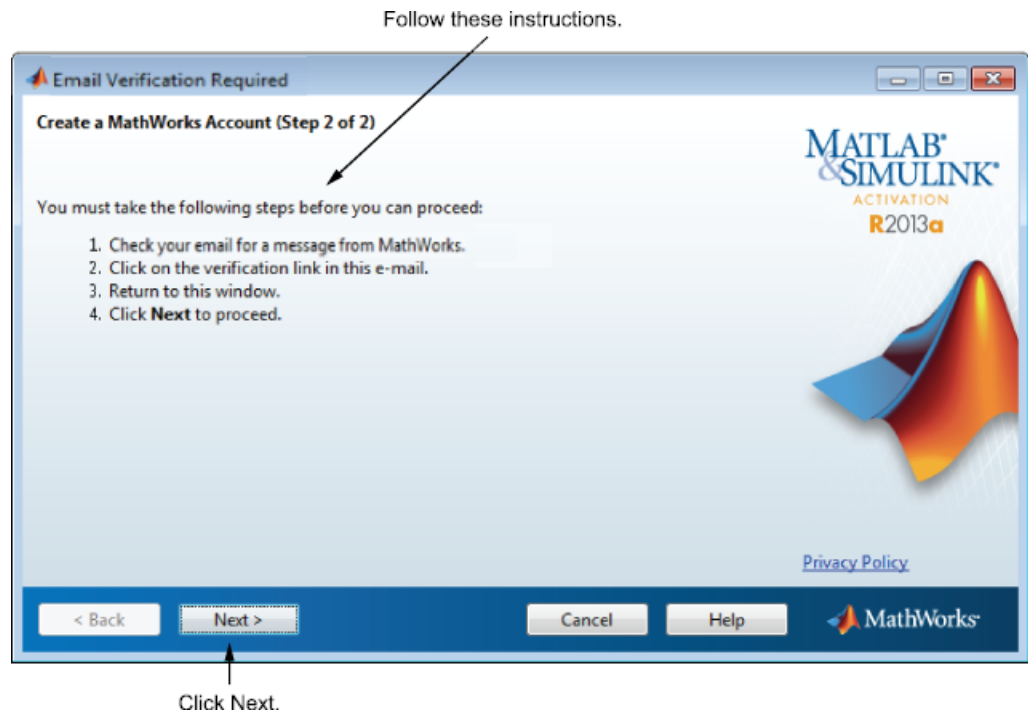 Follow these instructions.
Email Verification Required
Create a MathWorks Account (Step 2 of 2)
MATLAB®
&SIMULINK®
ACTIVATION
R2013a
You must take the following steps before you can proceed:
1. Check your email for a message from MathWorks.
2. Click on the verification link in this e-mail.
3. Return to this window.
4. Click Next to proceed.
Privacy Policy
< Back Next > Cancel Help MathWorks®
Click Next.